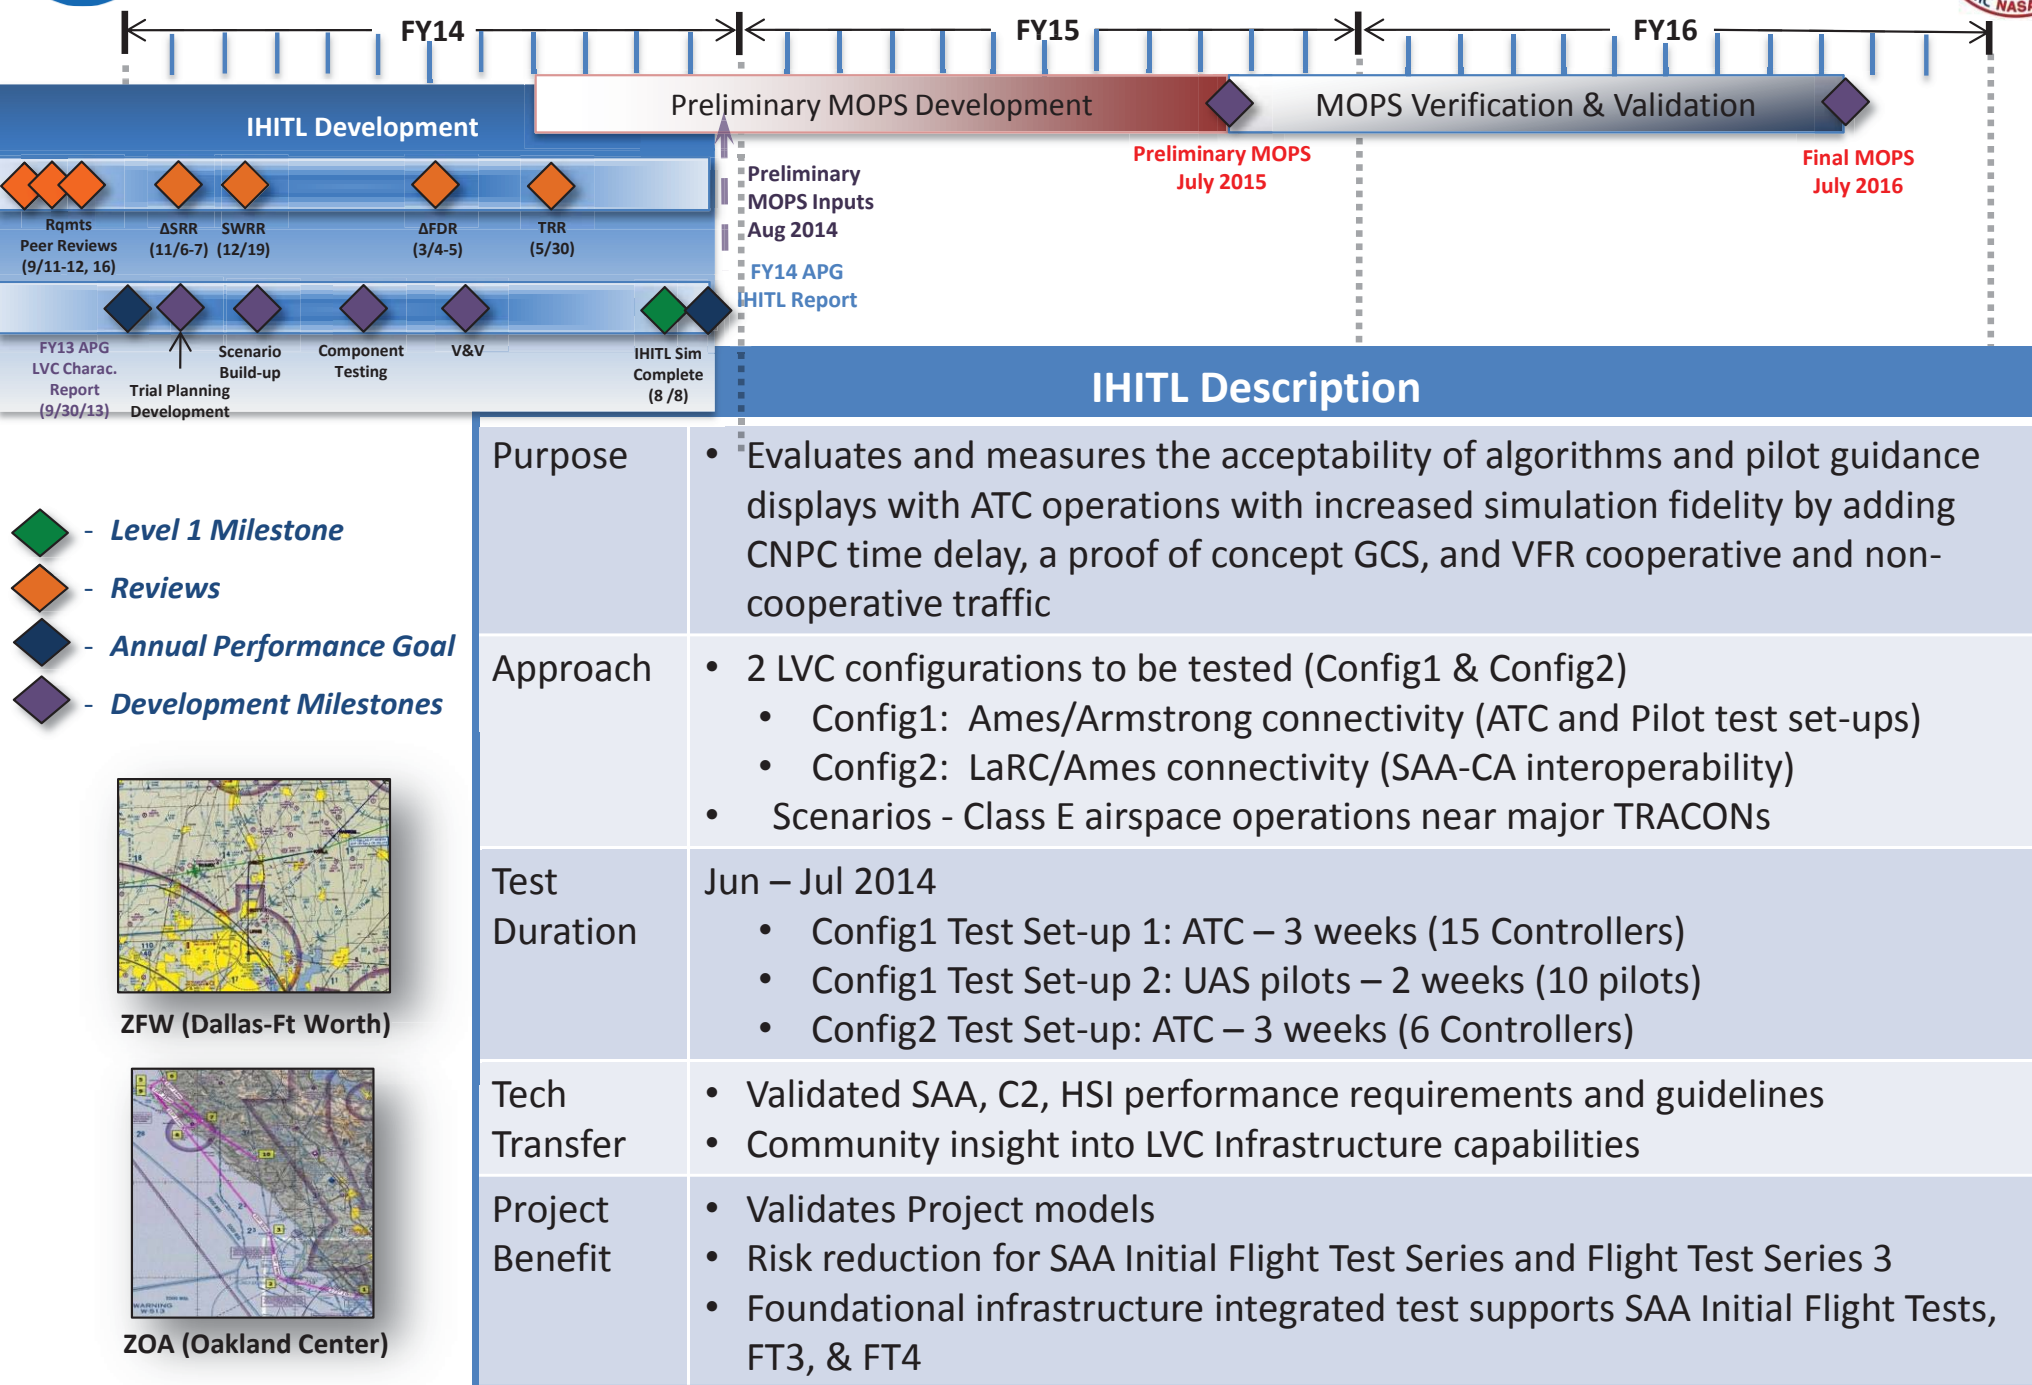 NASA
FY14
FY15
FY16
IHITL Development
Preliminary MOPS Development
MOPS Verification & Validation
Preliminary MOPS
July 2015
Final MOPS
July 2016
Preliminary
MOPS Inputs
Aug 2014
FY14 APG
IHITL Report
Rqmts
Peer Reviews
(9/11-12, 16)
ΔSRR
(11/6-7)
SWRR
(12/19)
ΔFDR
(3/4-5)
TRR
(5/30)
FY13 APG
LVC Charac.
Report
(9/30/13)
Trial Planning
Development
Scenario
Build-up
Component
Testing
V&V
IHITL Sim
Complete
(8 /8)
- Level 1 Milestone
- Reviews
- Annual Performance Goal
- Development Milestones
ZFW (Dallas-Ft Worth)
WARNING
W-513
ZOA (Oakland Center)
IHITL Description
Purpose
• Evaluates and measures the acceptability of algorithms and pilot guidance
displays with ATC operations with increased simulation fidelity by adding
CNPC time delay, a proof of concept GCS, and VFR cooperative and non-
cooperative traffic
Approach
• 2 LVC configurations to be tested (Config1 & Config2)
• Config1: Ames/Armstrong connectivity (ATC and Pilot test set-ups)
• Config2: LaRC/Ames connectivity (SAA-CA interoperability)
• Scenarios - Class E airspace operations near major TRACONs
Test
Duration
Jun – Jul 2014
• Config1 Test Set-up 1: ATC – 3 weeks (15 Controllers)
• Config1 Test Set-up 2: UAS pilots – 2 weeks (10 pilots)
• Config2 Test Set-up: ATC – 3 weeks (6 Controllers)
Tech
Transfer
• Validated SAA, C2, HSI performance requirements and guidelines
• Community insight into LVC Infrastructure capabilities
Project
Benefit
• Validates Project models
• Risk reduction for SAA Initial Flight Test Series and Flight Test Series 3
• Foundational infrastructure integrated test supports SAA Initial Flight Tests,
FT3, & FT4